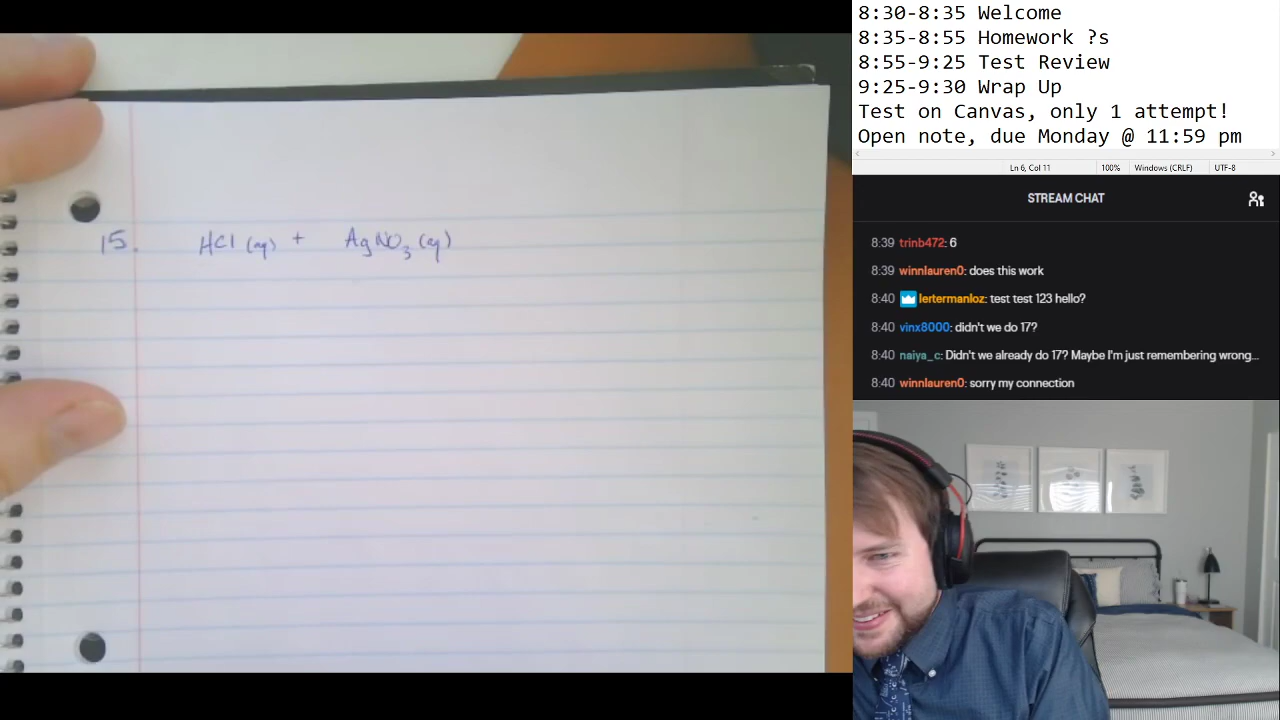 15. HCl (aq) + AgNO3 (aq)
8:30-8:35 Welcome
8:35-8:55 Homework ?s
8:55-9:25 Test Review
9:25-9:30 Wrap Up
Test on Canvas, only 1 attempt!
Open note, due Monday @ 11:59 pm
Ln 6, Col 11 100% Windows (CRLF) UTF-8
STREAM CHAT
8:39 trinb472: 6
8:39 winnlauren0: does this work
8:40 lertermanloz: test test 123 hello?
8:40 vinx8000: didn't we do 17?
8:40 naiya_c: Didn't we already do 17? Maybe I'm just remembering wrong...
8:40 winnlauren0: sorry my connection